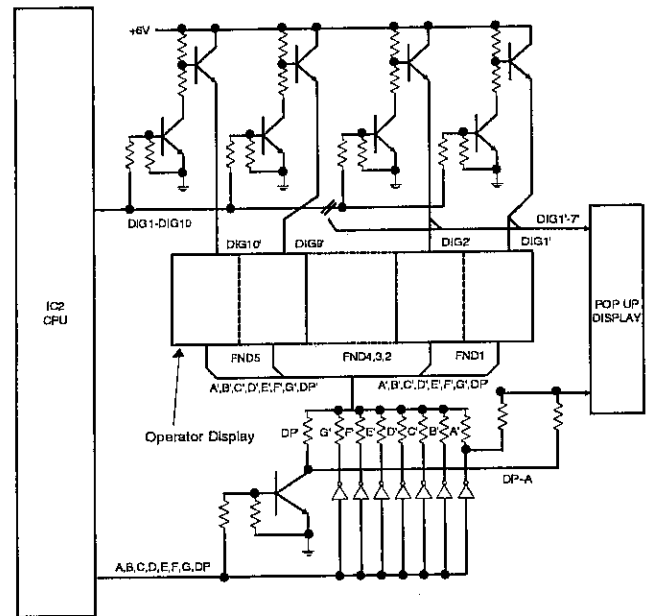 +6V
DIG1-DIG10
DIG1'-7'
DIG10'
DIG9'
DIG2'
DIG1'
IC2
CPU
POP UP
DISPLAY
FND5
FND4,3,2
FND1
A',B',C',D',E',F',G',DP'
A',B',C',D',E',F',G',DP'
Operator Display
DP'
G'
F'
E'
D'
C'
B'
A'
DP-A
A,B,C,D,E,F,G,DP